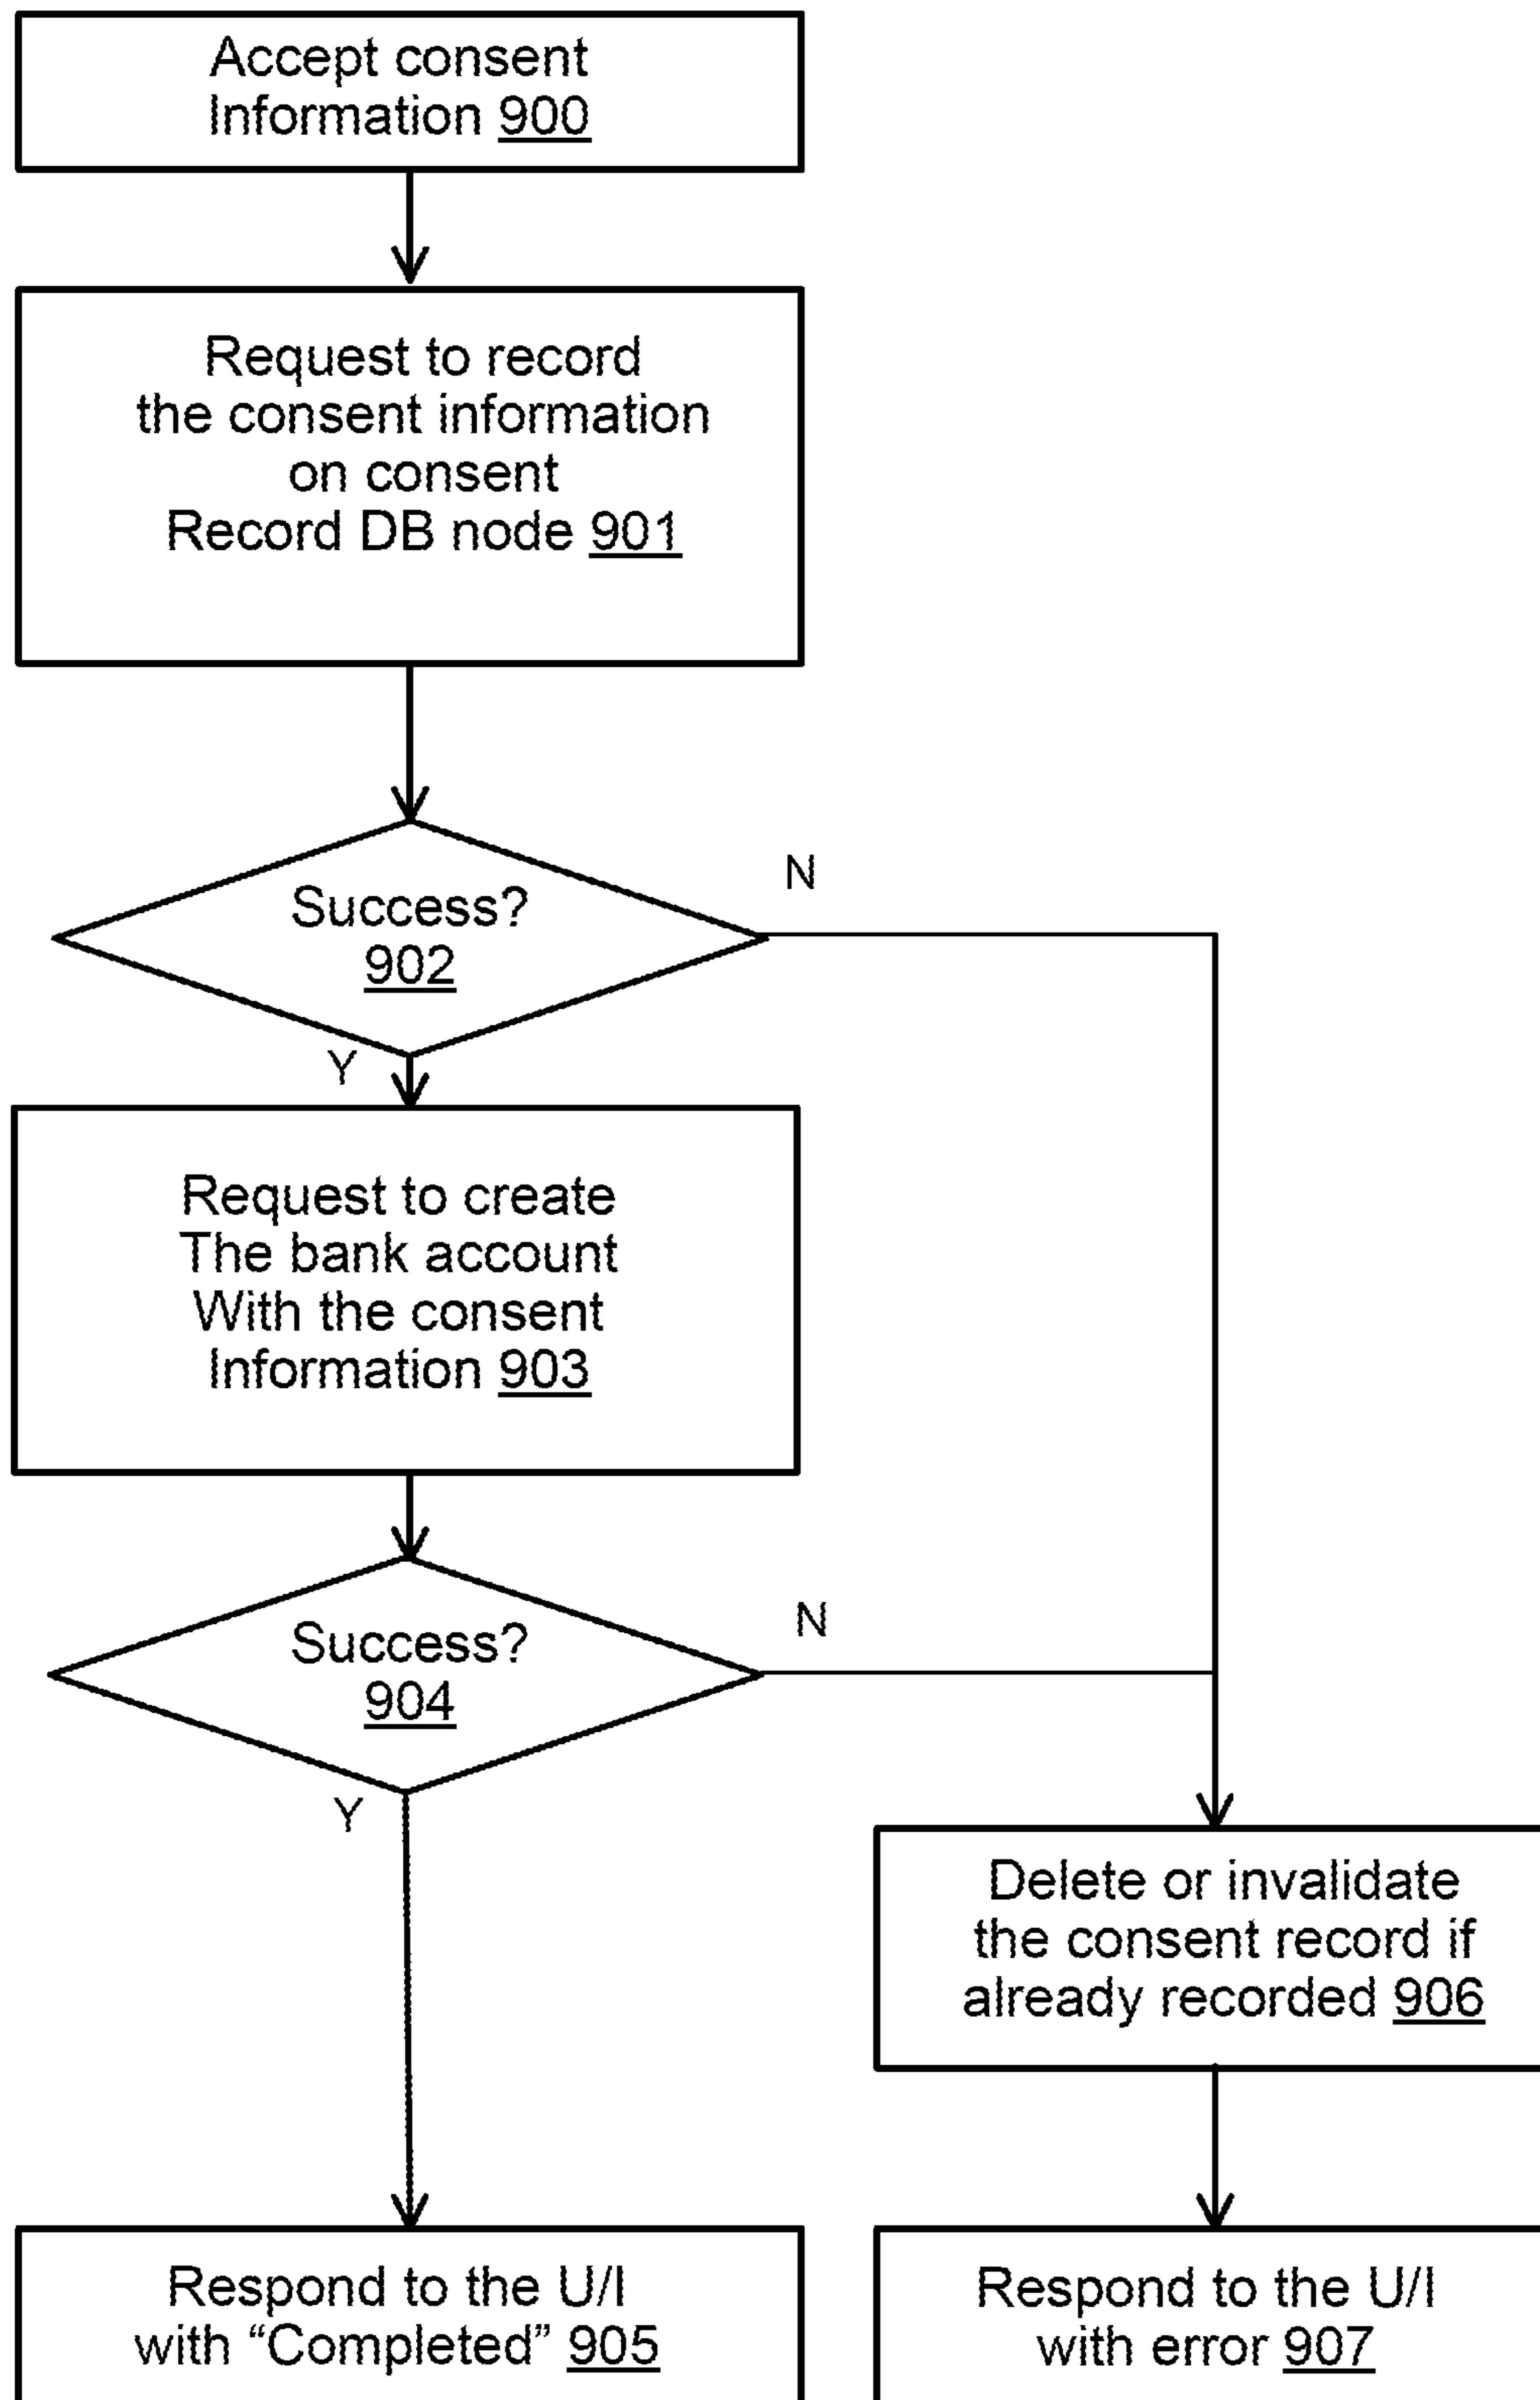 Accept consent
Information 900
Request to record
the consent information
on consent
Record DB node 901
Success?
902
N
Y
Request to create
The bank account
With the consent
Information 903
Success?
904
N
Y
Delete or invalidate
the consent record if
already recorded 906
Respond to the U/I
with “Completed” 905
Respond to the U/I
with error 907